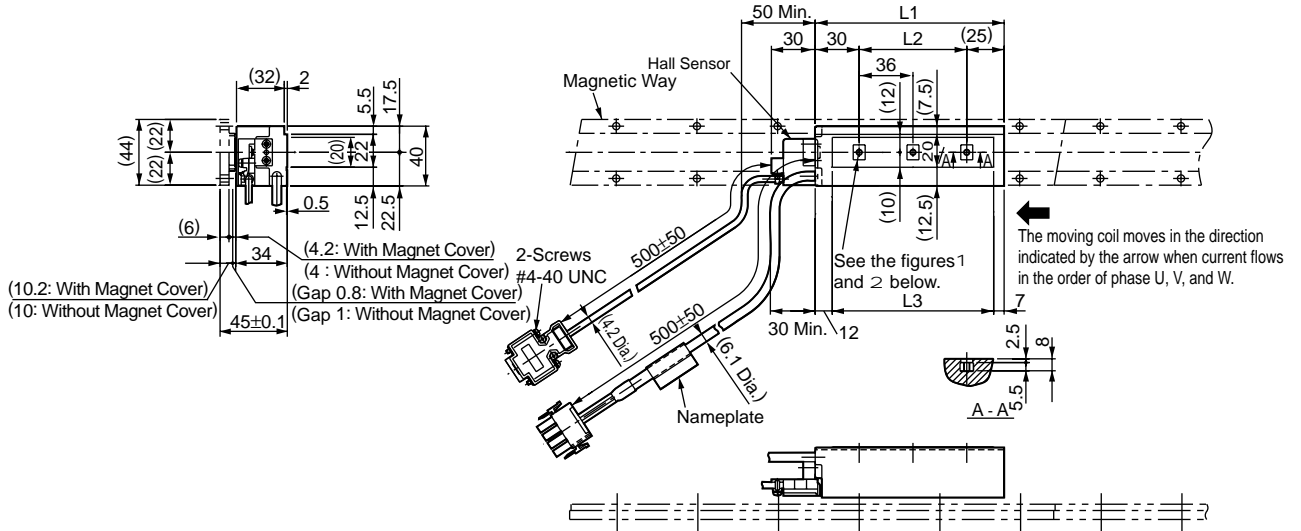 50 Min.
L1
30
30
L2
(25)
36
Hall Sensor
Magnetic Way
(32)
2
5.5
17.5
(12)
(7.5)
(44)
(22)
(22)
(20)
22
40
20
A
A
0.5
12.5
22.5
(10)
(12.5)
(6)
34
(4.2: With Magnet Cover)
(4 : Without Magnet Cover)
(10.2: With Magnet Cover)
(10: Without Magnet Cover)
(Gap 0.8: With Magnet Cover)
(Gap 1: Without Magnet Cover)
45±0.1
2-Screws
#4-40 UNC
500±50
(4.2 Dia.)
500±50
(6.1 Dia.)
Nameplate
See the figures 1
and 2 below.
The moving coil moves in the direction
indicated by the arrow when current flows
in the order of phase U, V, and W.
L3
7
30 Min.
12
2.5
8
5.5
A - A